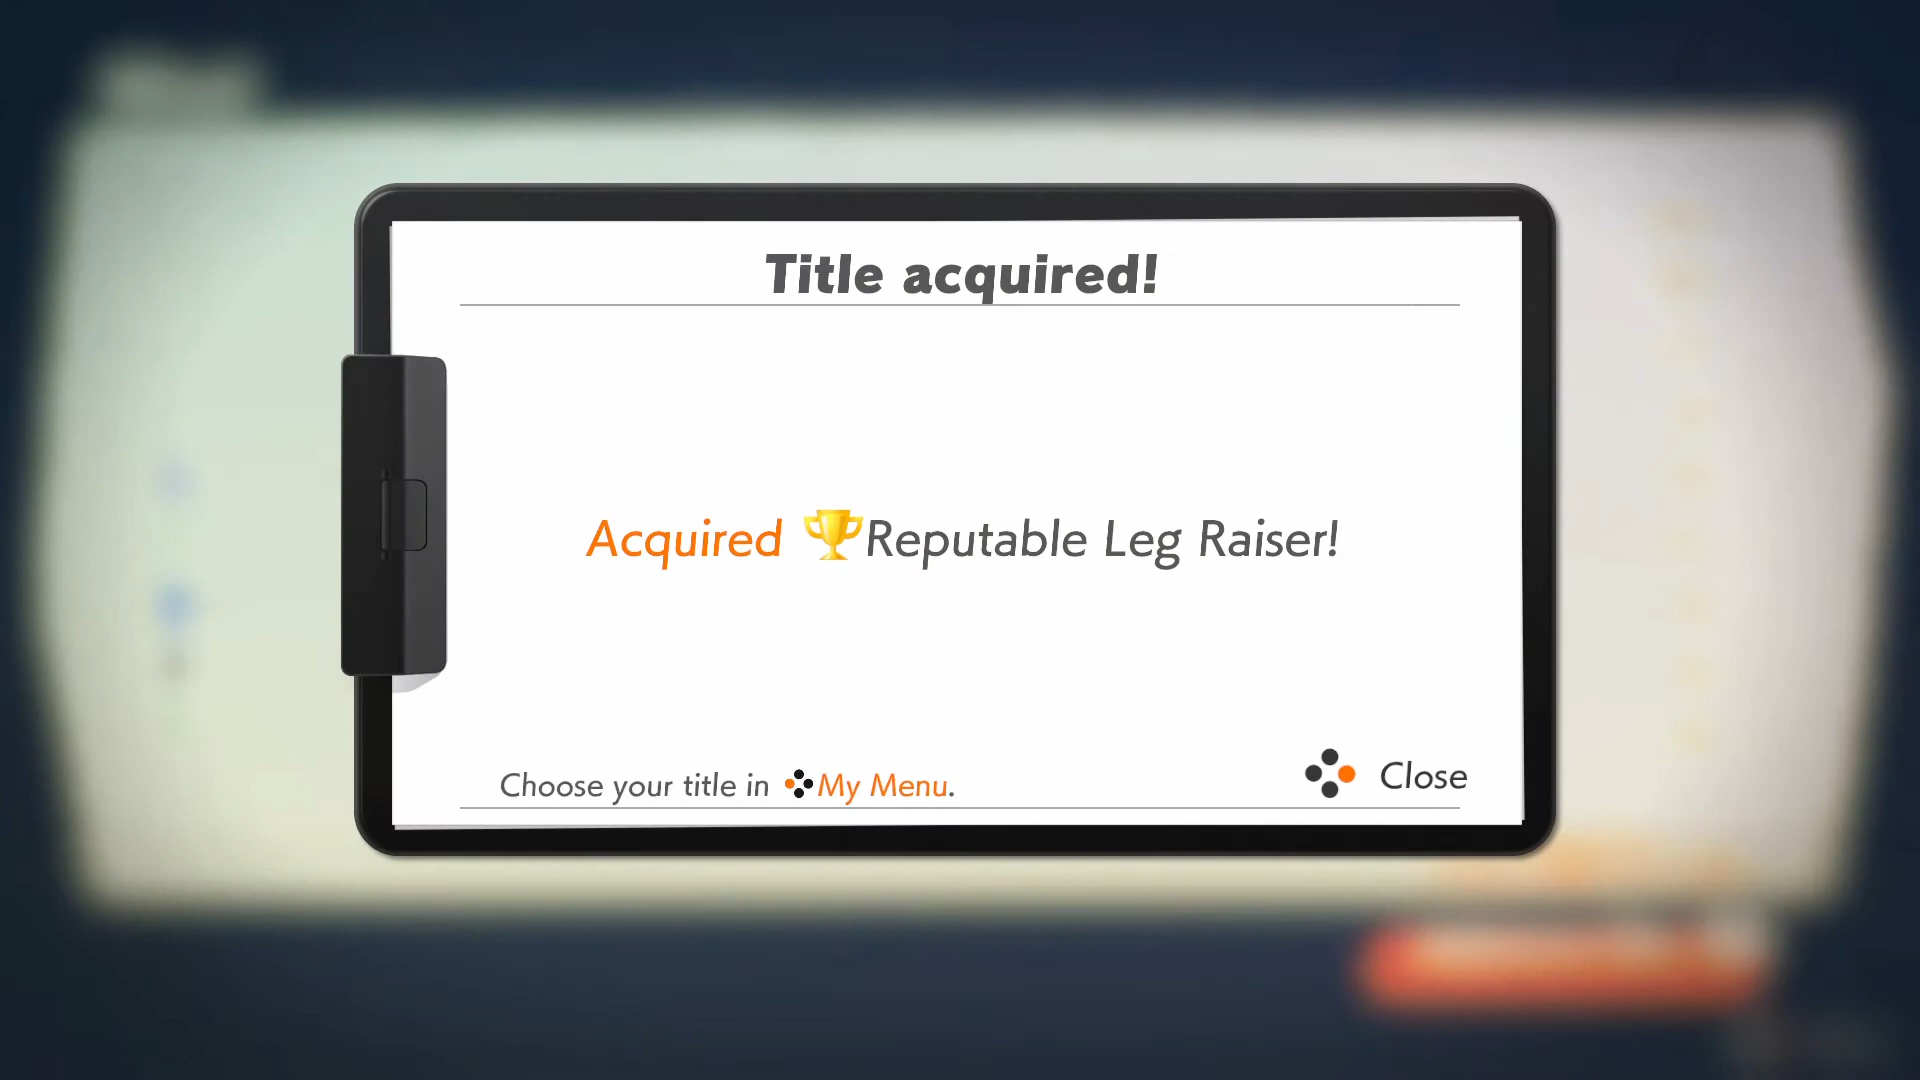 Title acquired!
Acquired 🏆Reputable Leg Raiser!
Choose your title in My Menu.
Close